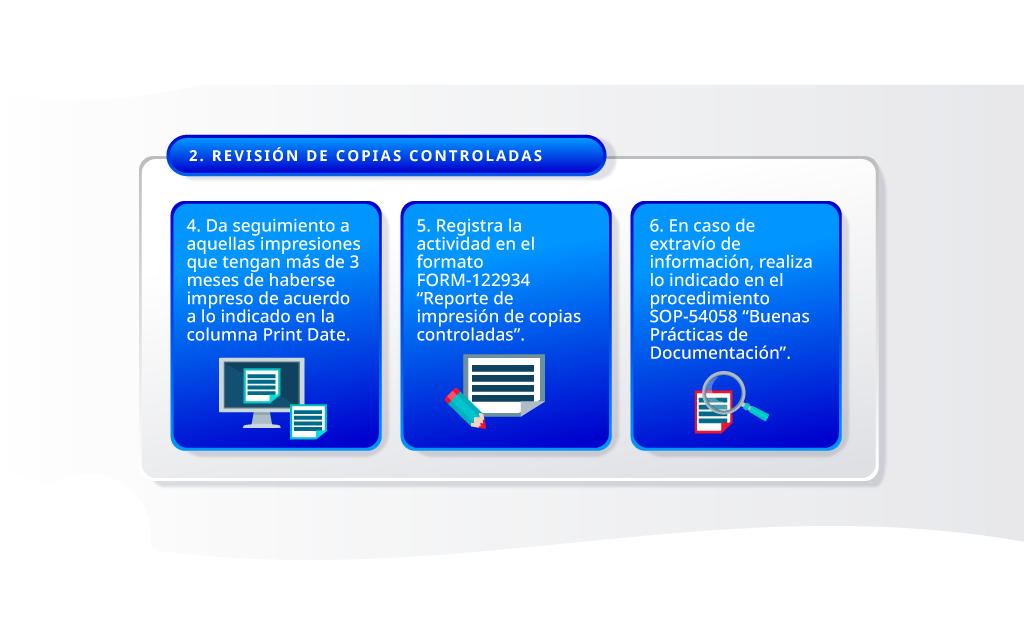 2. REVISIÓN DE COPIAS CONTROLADAS
4. Da seguimiento a
aquellas impresiones
que tengan más de 3
meses de haberse
impreso de acuerdo
a lo indicado en la
columna Print Date.
5. Registra la
actividad en el
formato
FORM-122934
“Reporte de
impresión de copias
controladas”.
6. En caso de
extravío de
información, realiza
lo indicado en el
procedimiento
SOP-54058 “Buenas
Prácticas de
Documentación”.